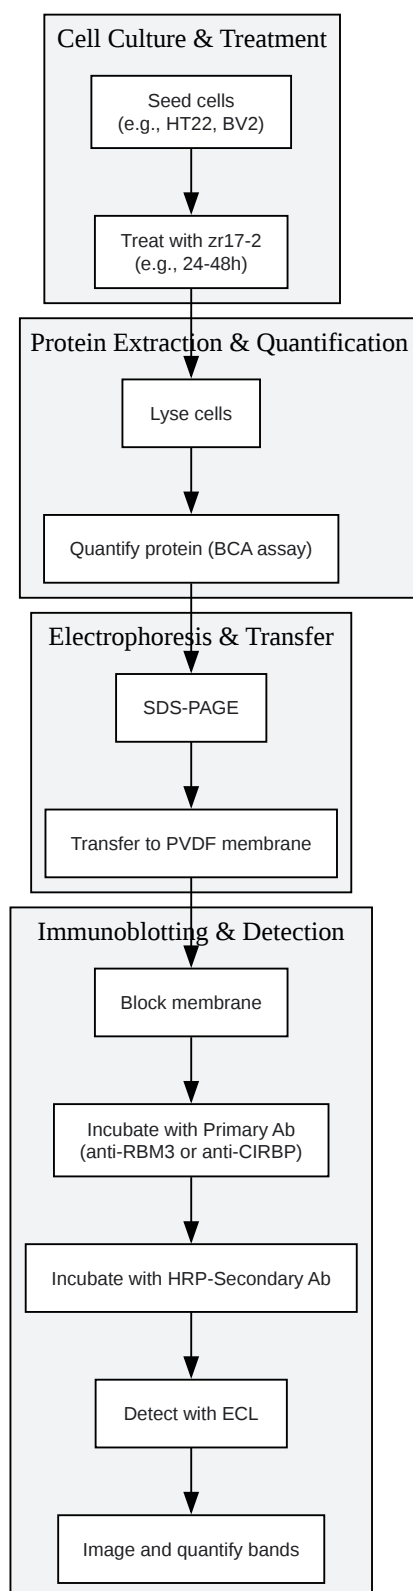 Cell Culture & Treatment
Seed cells
(e.g., HT22, BV2)
Treat with zr17-2
(e.g., 24-48h)
Protein Extraction & Quantification
Lyse cells
Quantify protein (BCA assay)
Electrophoresis & Transfer
SDS-PAGE
Transfer to PVDF membrane
Immunoblotting & Detection
Block membrane
Incubate with Primary Ab
(anti-RBM3 or anti-CIRBP)
Incubate with HRP-Secondary Ab
Detect with ECL
Image and quantify bands